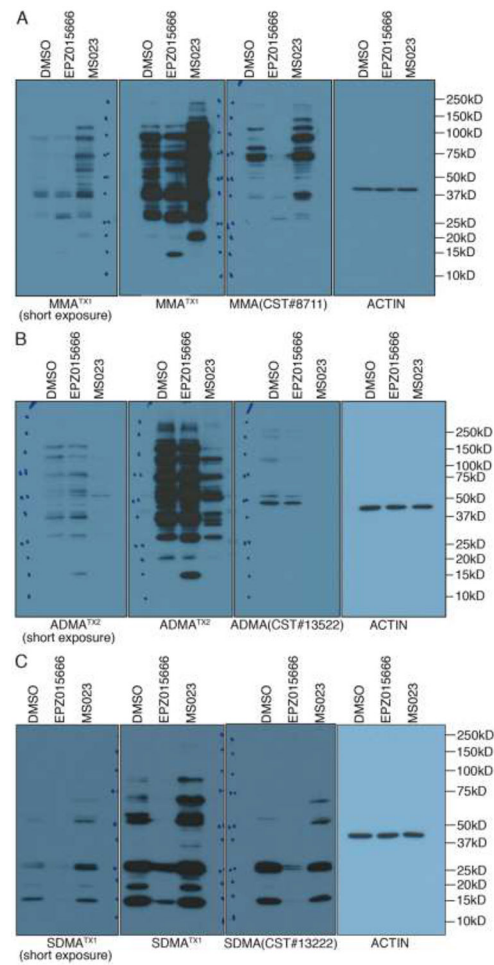 A
DMSO EPZ015666 MS023 DMSO EPZ015666 MS023 DMSO EPZ015666 MS023 DMSO EPZ015666 MS023
250kD
150kD
100kD
75kD
50kD
37kD
25kD
20kD
15kD
10kD
MMATX1 MMATX1 MMA(CST#8711) ACTIN
(short exposure)
B
DMSO EPZ015666 MS023 DMSO EPZ015666 MS023 DMSO EPZ015666 MS023 DMSO EPZ015666 MS023
250kD
150kD
100kD
75kD
50kD
37kD
25kD
20kD
15kD
10kD
ADMATX2 ADMATX2 ADMA(CST#13522) ACTIN
(short exposure)
C
DMSO EPZ015666 MS023 DMSO EPZ015666 MS023 DMSO EPZ015666 MS023 DMSO EPZ015666 MS023
250kD
150kD
100kD
75kD
50kD
37kD
25kD
20kD
15kD
10kD
SDMATX1 SDMATX1 SDMA(CST#13222) ACTIN
(short exposure)